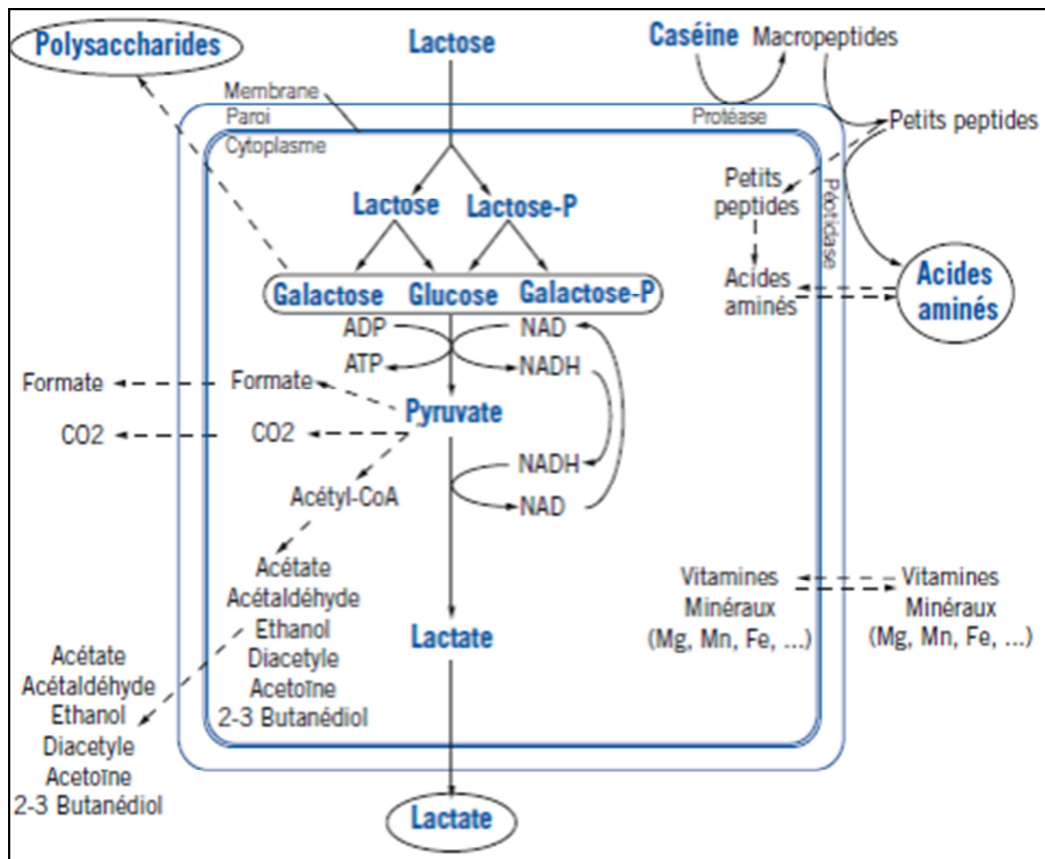 Polysaccharides
Lactose
Caséine Macropeptides
Membrane
Paroi
Protéase
Cytoplasme
Petits peptides
Petits
peptides
Péotidase
Lactose Lactose-P
Acides
aminés
Acides
aminés
Galactose Glucose Galactose-P
ADP NAD
ATP NADH
Formate Formate
Pyruvate
CO2 CO2
NADH
NAD
Acétyl-CoA
Acétate
Acétaldéhyde
Ethanol
Diacetyle
Acetoïne
2-3 Butanédiol
Lactate
Vitamines
Minéraux
(Mg, Mn, Fe, ...)
Vitamines
Minéraux
(Mg, Mn, Fe, ...)
Acétate
Acétaldéhyde
Ethanol
Diacetyle
Acetoïne
2-3 Butanédiol
Lactate